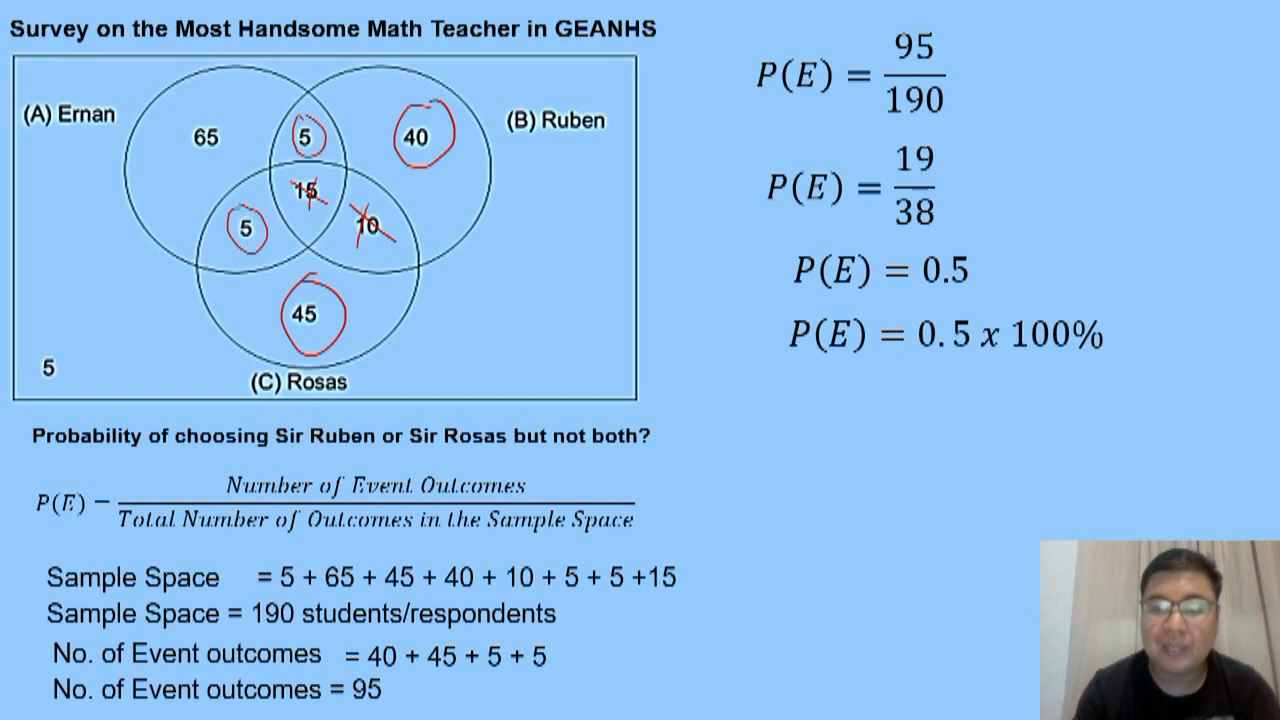 Survey on the Most Handsome Math Teacher in GEANHS
(A) Ernan
(B) Ruben
65
5
40
15
5
10
45
5
(C) Rosas
Probability of choosing Sir Ruben or Sir Rosas but not both?
P(E) = Number of Event Outcomes / Total Number of Outcomes in the Sample Space
Sample Space = 5 + 65 + 45 + 40 + 10 + 5 + 5 +15
Sample Space = 190 students/respondents
No. of Event outcomes = 40 + 45 + 5 + 5
No. of Event outcomes = 95
P(E) = 95/190
P(E) = 19/38
P(E) = 0.5
P(E) = 0.5 x 100%